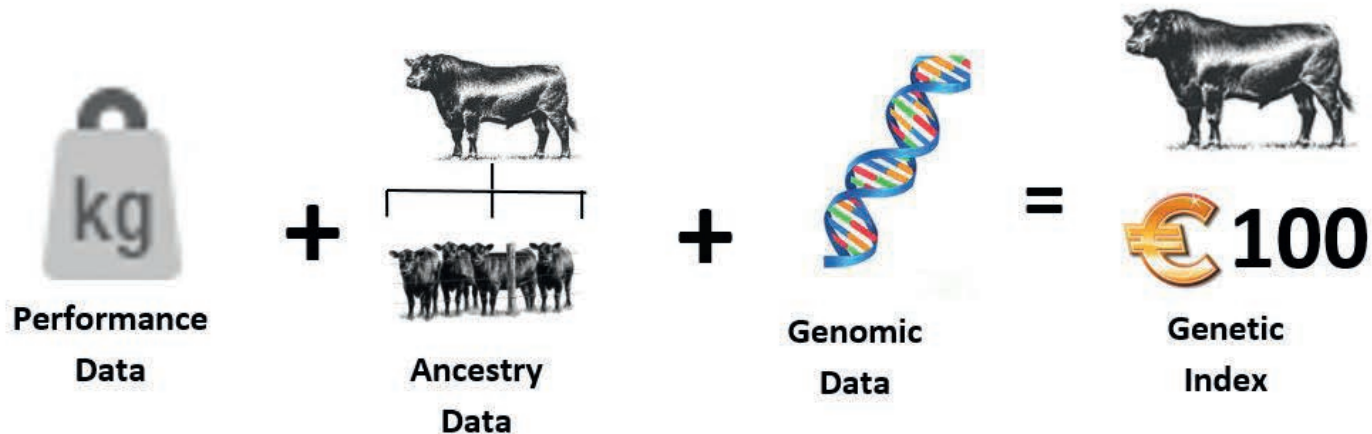 kg
Performance
Data
+
Ancestry
Data
+
Genomic
Data
=
€ 100
Genetic
Index